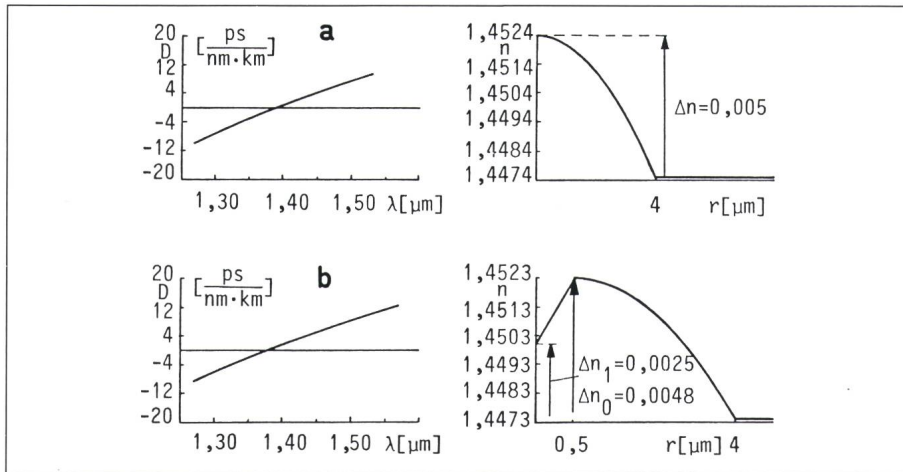 a
[ps/nm·km]
D
20
12
4
-4
-12
-20
1,30 1,40 1,50 λ[μm]
1,4524
n
1,4514
1,4504
1,4494
1,4484
1,4474
Δn=0,005
4 r[μm]
b
[ps/nm·km]
D
20
12
4
-4
-12
-20
1,30 1,40 1,50 λ[μm]
1,4523
n
1,4513
1,4503
1,4493
1,4483
1,4473
Δn₁=0,0025
Δn₀=0,0048
0,5 r[μm] 4